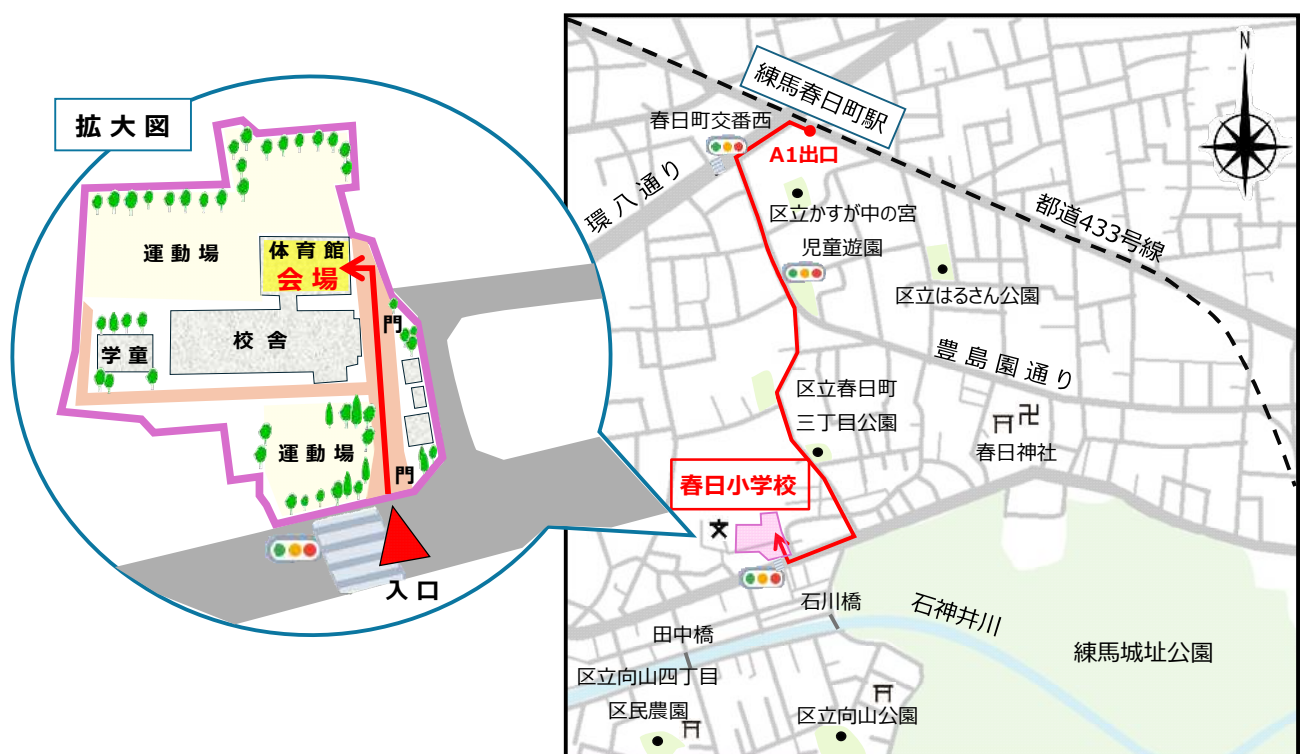 拡大図
運動場
体育館
会場
学童
校舎
門
運動場
門
入口
N
練馬春日町駅
春日町交番西
A1出口
環八通り
区立かすが中の宮
児童遊園
都道433号線
区立はるさん公園
豊島園通り
区立春日町
三丁目公園
卍
春日神社
春日小学校
文
石川橋
石神井川
田中橋
練馬城址公園
区立向山四丁目
区民農園
区立向山公園